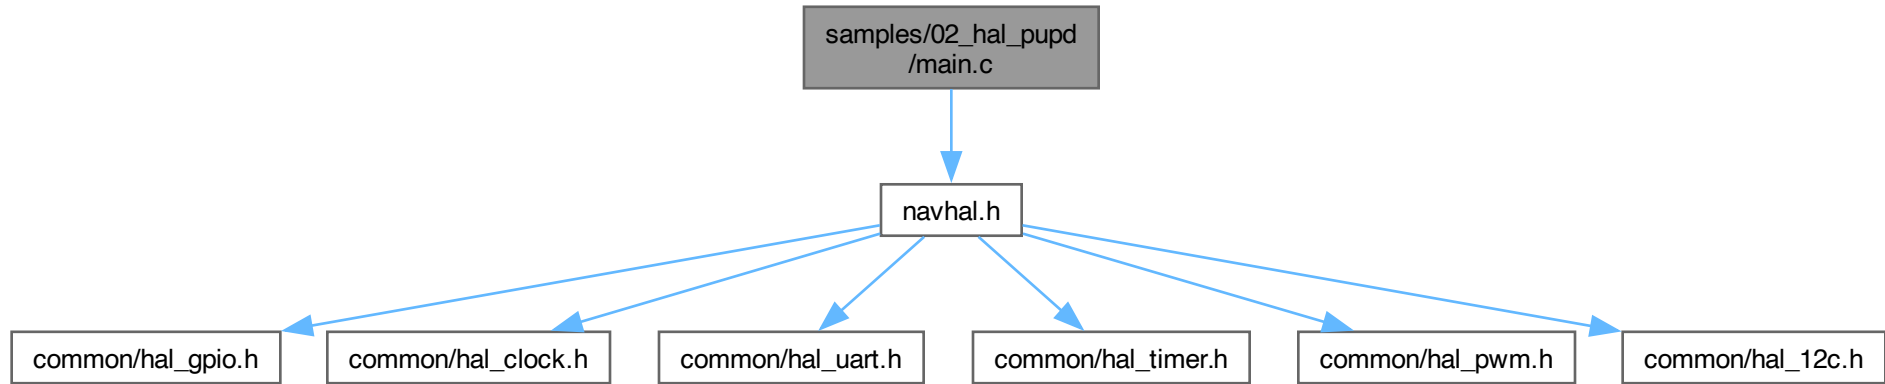 samples/02_hal_pupd
/main.c
navhal.h
common/hal_gpio.h
common/hal_clock.h
common/hal_uart.h
common/hal_timer.h
common/hal_pwm.h
common/hal_12c.h